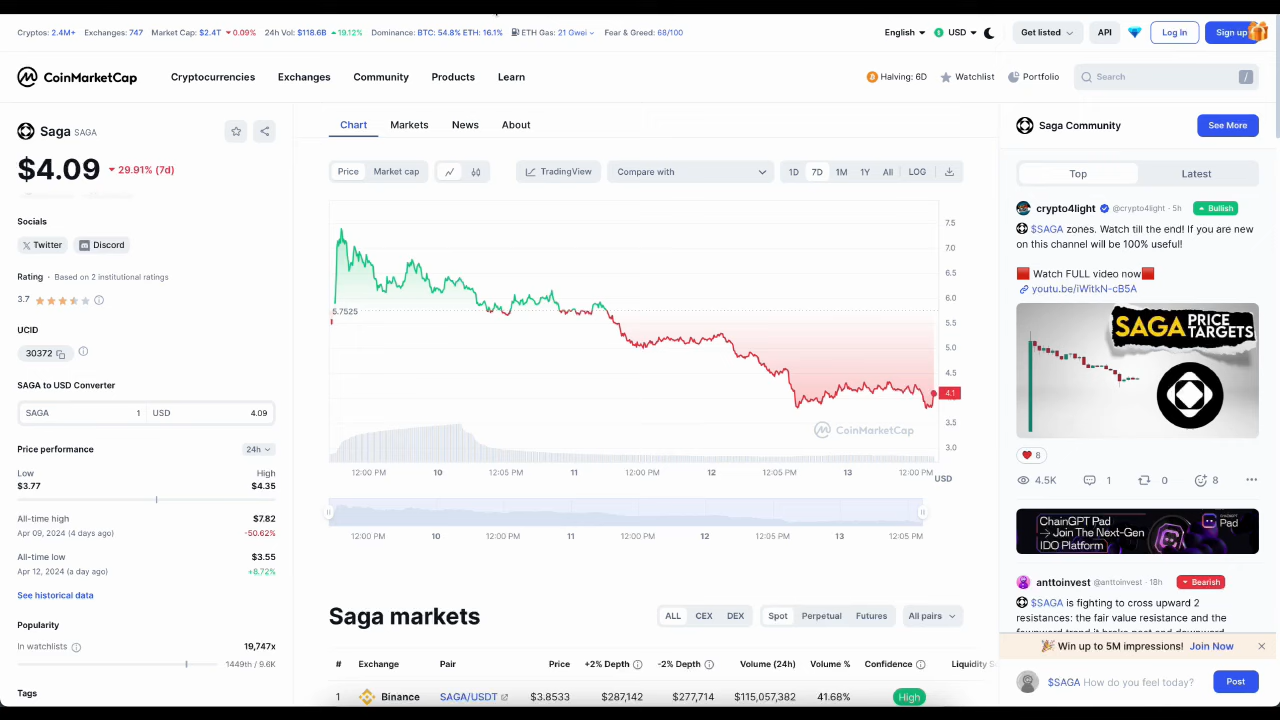 Cryptos: 2.4M+ Exchanges: 747 Market Cap: $2.4T 0.09% 24h Vol: $118.6B 19.12% Dominance: BTC: 54.8% ETH: 16.1% ETH Gas: 21 Gwei Fear & Greed: 68/100
English USD Get listed API Log In Sign up
CoinMarketCap Cryptocurrencies Exchanges Community Products Learn
Halving: 6D Watchlist Portfolio Search /
Saga SAGA
$4.09 29.91% (7d)
Socials
Twitter Discord
Rating · Based on 2 institutional ratings
3.7
UCID
30372
SAGA to USD Converter
SAGA 1 USD 4.09
Price performance 24h
Low High
$3.77 $4.35
All-time high $7.82
Apr 09, 2024 (4 days ago) -50.62%
All-time low $3.55
Apr 12, 2024 (a day ago) +8.72%
See historical data
Popularity
In watchlists 19,747x
1449th / 9.6K
Tags
Chart Markets News About
Price Market cap TradingView Compare with 1D 7D 1M 1Y All LOG
7.5
7.0
6.5
6.0
5.7525
5.5
5.0
4.5
4.1
3.5
3.0
CoinMarketCap
12:00 PM 10 12:05 PM 11 12:00 PM 12 12:05 PM 13 12:00 PM
USD
12:00 PM 10 12:00 PM 11 12:00 PM 12 12:05 PM 13 12:05 PM
Saga markets
ALL CEX DEX Spot Perpetual Futures All pairs
# Exchange Pair Price +2% Depth -2% Depth Volume (24h) Volume % Confidence Liquidity
1 Binance SAGA/USDT $3.8533 $287,142 $277,714 $115,057,382 41.68% High
Saga Community See More
Top Latest
crypto4light @crypto4light · 5h Bullish
$SAGA zones. Watch till the end! If you are new
on this channel will be 100% useful!
Watch FULL video now
youtu.be/iWitkN-cB5A
SAGA PRICE
TARGETS
8
4.5K 1 0 8
ChainGPT Pad
→ Join The Next-Gen
IDO Platform
CHAINGPT
Pad
anttoinvest @anttoinvest · 18h Bearish
$SAGA is fighting to cross upward 2
resistances: the fair value resistance and the
Win up to 5M impressions! Join Now
$SAGA How do you feel today? Post